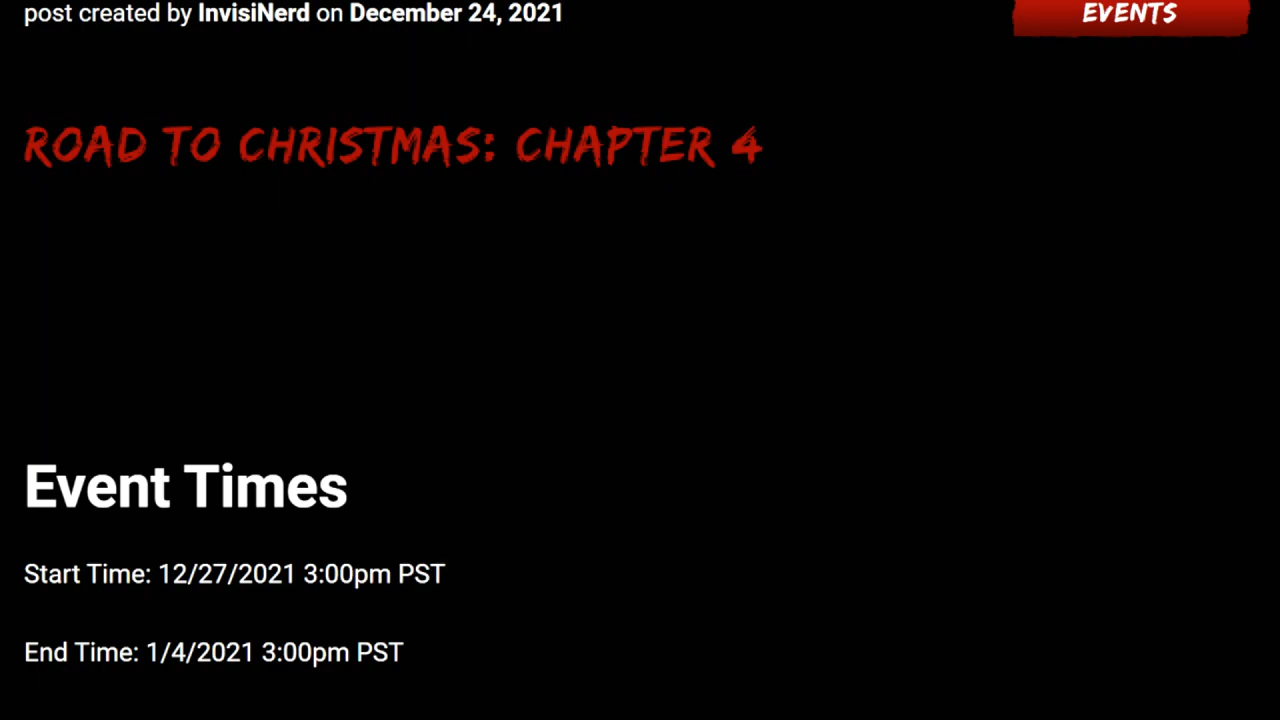 post created by InvisiNerd on December 24, 2021
EVENTS
ROAD TO CHRISTMAS: CHAPTER 4
Event Times
Start Time: 12/27/2021 3:00pm PST
End Time: 1/4/2021 3:00pm PST